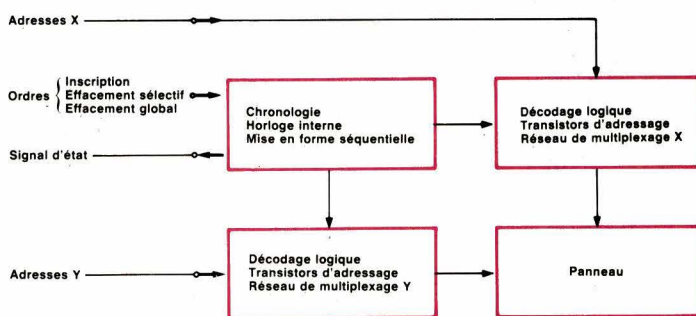 Adresses X
Ordres
Inscription
Effacement sélectif
Effacement global
Signal d'état
Chronologie
Horloge interne
Mise en forme séquentielle
Décodage logique
Transistors d'adressage
Réseau de multiplexage X
Adresses Y
Décodage logique
Transistors d'adressage
Réseau de multiplexage Y
Panneau